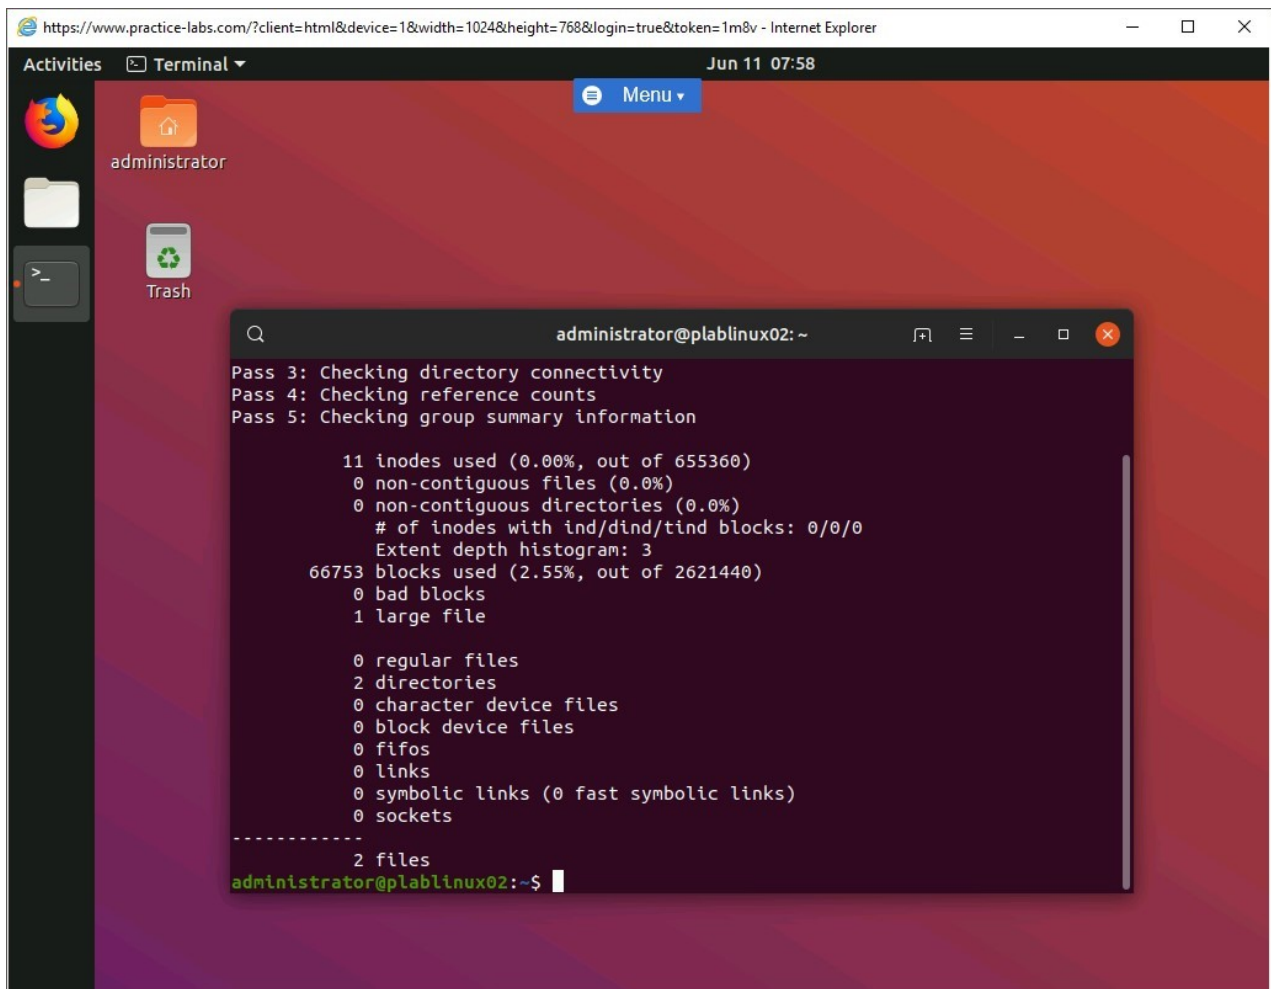 https://www.practice-labs.com/?client=html&device=1&width=1024&height=768&login=true&token=1m8v - Internet Explorer
Activities Terminal Jun 11 07:58
Menu
administrator
Trash
administrator@plablinux02: ~
Pass 3: Checking directory connectivity
Pass 4: Checking reference counts
Pass 5: Checking group summary information
11 inodes used (0.00%, out of 655360)
0 non-contiguous files (0.0%)
0 non-contiguous directories (0.0%)
# of inodes with ind/dind/tind blocks: 0/0/0
Extent depth histogram: 3
66753 blocks used (2.55%, out of 2621440)
0 bad blocks
1 large file
0 regular files
2 directories
0 character device files
0 block device files
0 fifos
0 links
0 symbolic links (0 fast symbolic links)
0 sockets
------------
2 files
administrator@plablinux02:~$